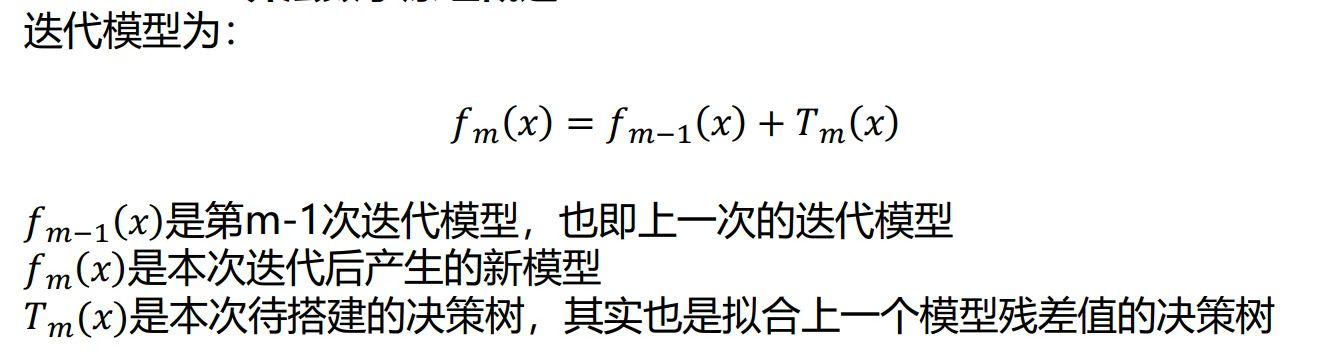 迭代模型为：
f_m(x) = f_{m−1}(x) + T_m(x)
f_{m−1}(x)是第m-1次迭代模型，也即上一次的迭代模型
f_m(x)是本次迭代后产生的新模型
T_m(x)是本次待搭建的决策树，其实也是拟合上一个模型残差值的决策树